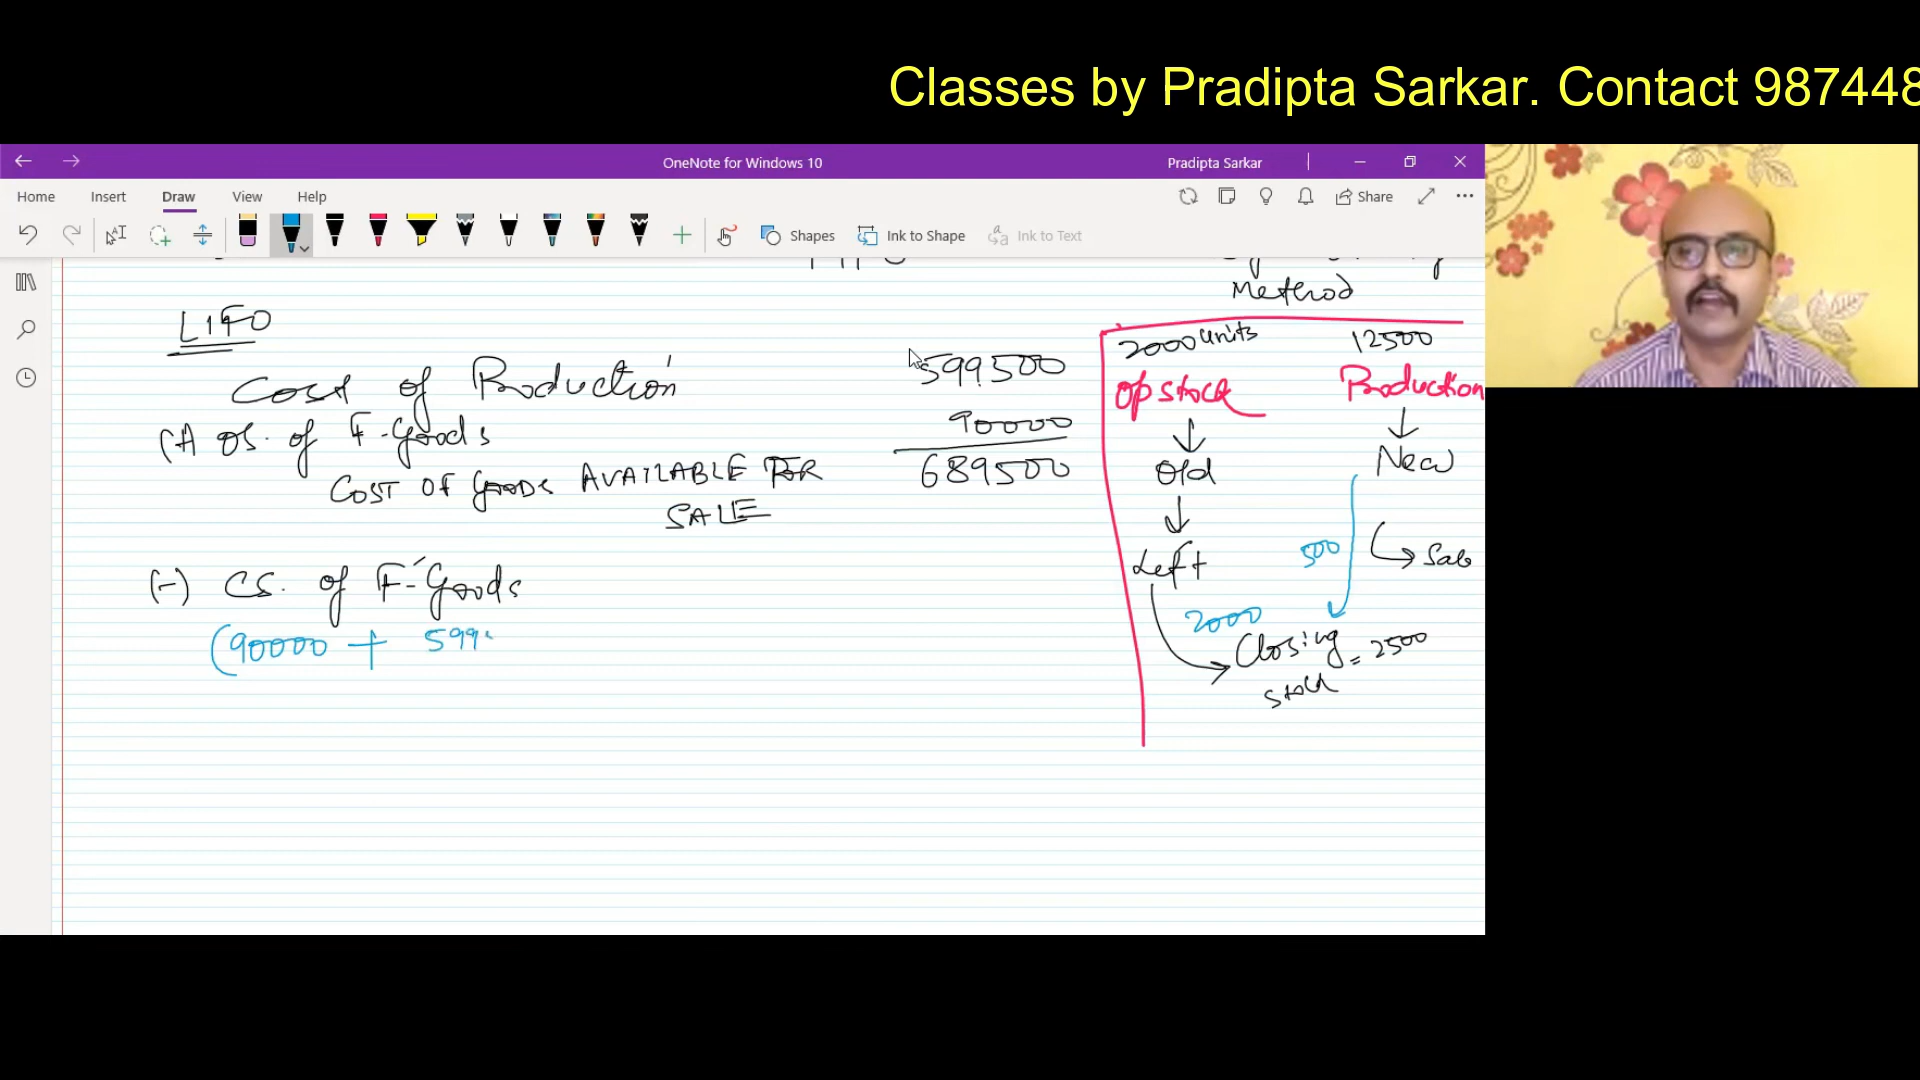 Classes by Pradipta Sarkar. Contact 987448
OneNote for Windows 10
Pradipta Sarkar
Home Insert Draw View Help
Share
Shapes Ink to Shape Ink to Text
Method
LIFO
Cost of Production 599500
(A OS. of F-Goods 90000
COST OF Goods AVAILABLE FOR SALE 689500
(-) CS. of F-Goods
(90000 + 599
2000 units 12500
Op stock Production
Old New
Left 500 Sale
2000
Closing stock = 2500